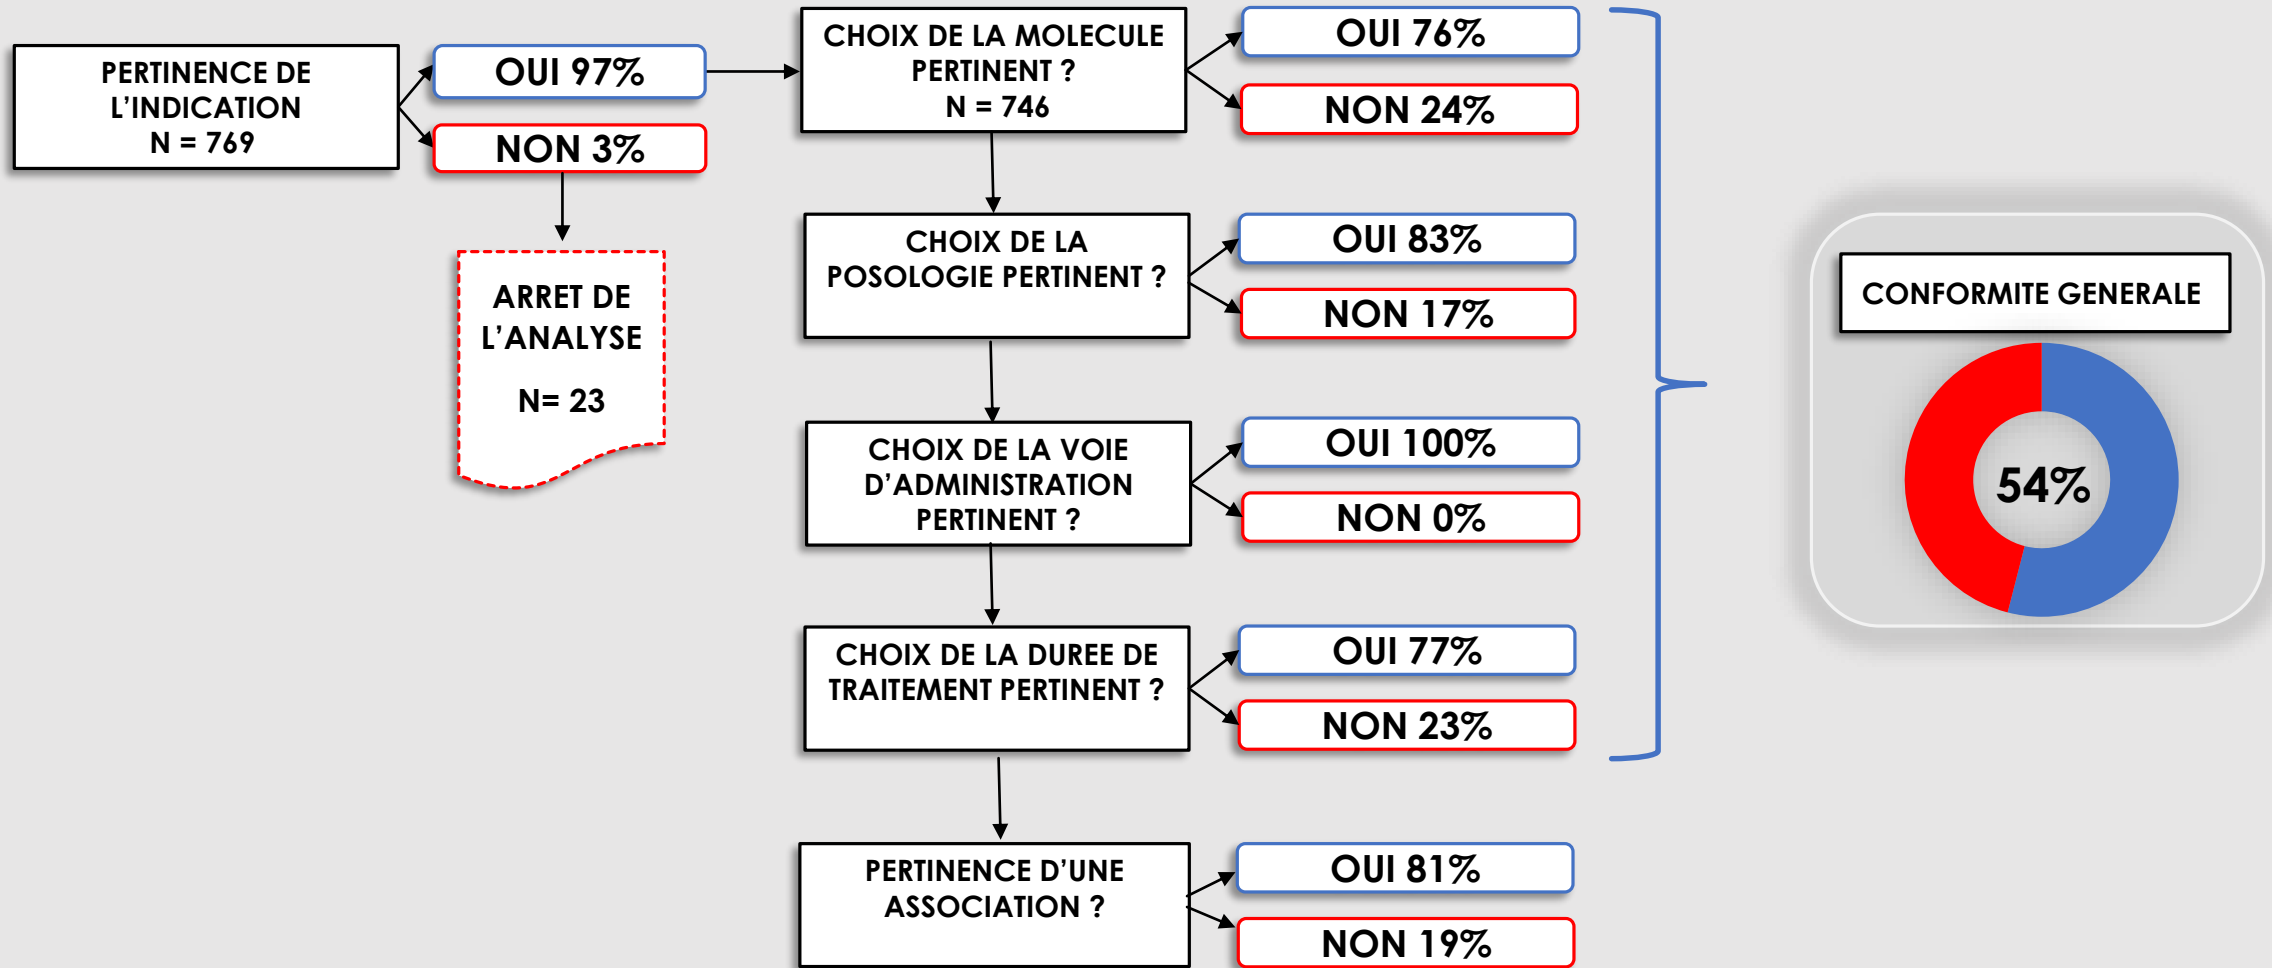 PERTINENCE DE
L'INDICATION
N = 769
OUI 97%
NON 3%
ARRET DE
L'ANALYSE
N= 23
CHOIX DE LA MOLECULE
PERTINENT ?
N = 746
OUI 76%
NON 24%
CHOIX DE LA
POSOLOGIE PERTINENT ?
OUI 83%
NON 17%
CHOIX DE LA VOIE
D'ADMINISTRATION
PERTINENT ?
OUI 100%
NON 0%
CHOIX DE LA DUREE DE
TRAITEMENT PERTINENT ?
OUI 77%
NON 23%
PERTINENCE D'UNE
ASSOCIATION ?
OUI 81%
NON 19%
CONFORMITE GENERALE
54%